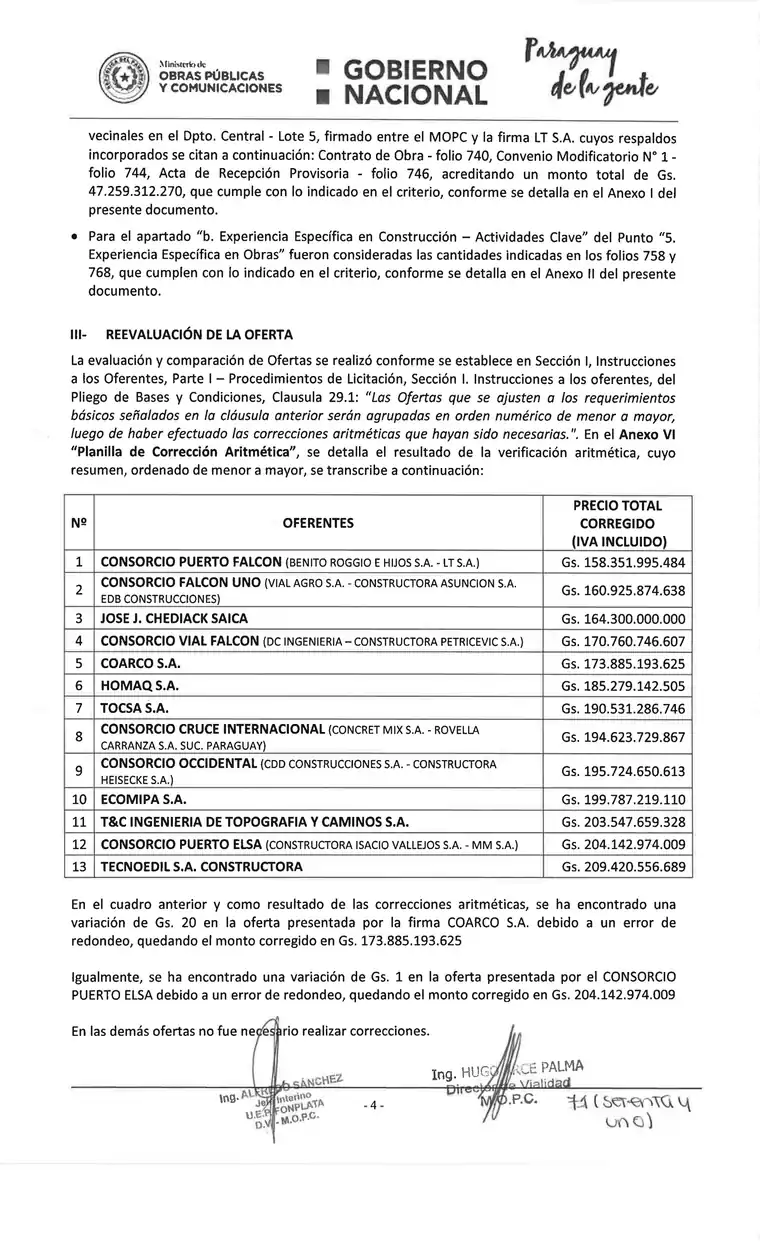 Ministerio de
OBRAS PÚBLICAS
Y COMUNICACIONES
GOBIERNO
NACIONAL
Paraguay
de la gente
vecinales en el Dpto. Central - Lote 5, firmado entre el MOPC y la firma LT S.A. cuyos respaldos
incorporados se citan a continuación: Contrato de Obra - folio 740, Convenio Modificatorio N° 1 -
folio 744, Acta de Recepción Provisoria - folio 746, acreditando un monto total de Gs.
47.259.312.270, que cumple con lo indicado en el criterio, conforme se detalla en el Anexo I del
presente documento.
• Para el apartado "b. Experiencia Específica en Construcción – Actividades Clave" del Punto "5.
Experiencia Específica en Obras" fueron consideradas las cantidades indicadas en los folios 758 y
768, que cumplen con lo indicado en el criterio, conforme se detalla en el Anexo II del presente
documento.
III- REEVALUACIÓN DE LA OFERTA
La evaluación y comparación de Ofertas se realizó conforme se establece en Sección I, Instrucciones
a los Oferentes, Parte I – Procedimientos de Licitación, Sección I. Instrucciones a los oferentes, del
Pliego de Bases y Condiciones, Clausula 29.1: "Las Ofertas que se ajusten a los requerimientos
básicos señalados en la cláusula anterior serán agrupadas en orden numérico de menor a mayor,
luego de haber efectuado las correcciones aritméticas que hayan sido necesarias.". En el Anexo VI
"Planilla de Corrección Aritmética", se detalla el resultado de la verificación aritmética, cuyo
resumen, ordenado de menor a mayor, se transcribe a continuación:
Nº OFERENTES PRECIO TOTAL
CORREGIDO
(IVA INCLUIDO)
1 CONSORCIO PUERTO FALCON (BENITO ROGGIO E HIJOS S.A. - LT S.A.) Gs. 158.351.995.484
2 CONSORCIO FALCON UNO (VIAL AGRO S.A. - CONSTRUCTORA ASUNCION S.A.
EDB CONSTRUCCIONES) Gs. 160.925.874.638
3 JOSE J. CHEDIACK SAICA Gs. 164.300.000.000
4 CONSORCIO VIAL FALCON (DC INGENIERIA – CONSTRUCTORA PETRICEVIC S.A.) Gs. 170.760.746.607
5 COARCO S.A. Gs. 173.885.193.625
6 HOMAQ S.A. Gs. 185.279.142.505
7 TOCSA S.A. Gs. 190.531.286.746
8 CONSORCIO CRUCE INTERNACIONAL (CONCRET MIX S.A. - ROVELLA
CARRANZA S.A. SUC. PARAGUAY) Gs. 194.623.729.867
9 CONSORCIO OCCIDENTAL (CDD CONSTRUCCIONES S.A. - CONSTRUCTORA
HEISECKE S.A.) Gs. 195.724.650.613
10 ECOMIPA S.A. Gs. 199.787.219.110
11 T&C INGENIERIA DE TOPOGRAFIA Y CAMINOS S.A. Gs. 203.547.659.328
12 CONSORCIO PUERTO ELSA (CONSTRUCTORA ISACIO VALLEJOS S.A. - MM S.A.) Gs. 204.142.974.009
13 TECNOEDIL S.A. CONSTRUCTORA Gs. 209.420.556.689
En el cuadro anterior y como resultado de las correcciones aritméticas, se ha encontrado una
variación de Gs. 20 en la oferta presentada por la firma COARCO S.A. debido a un error de
redondeo, quedando el monto corregido en Gs. 173.885.193.625
Igualmente, se ha encontrado una variación de Gs. 1 en la oferta presentada por el CONSORCIO
PUERTO ELSA debido a un error de redondeo, quedando el monto corregido en Gs. 204.142.974.009
En las demás ofertas no fue necesario realizar correcciones.
Ing. SÁNCHEZ
Interino
U.E.P. FONPLATA
D.V. - M.O.P.C.
- 4 -
Ing. HUGO PALMA
Director de Vialidad
M.O.P.C.
71 (setenta y
uno)